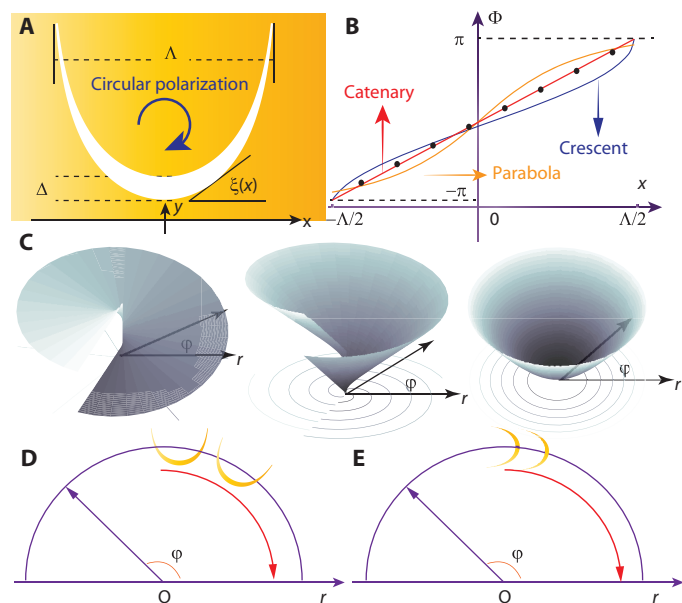 A
Λ
Circular polarization
Δ
ξ(x)
y
x
B
Φ
π
Catenary
Crescent
Parabola
−π
x
−Λ/2
0
Λ/2
C
φ
r
φ
r
φ
r
D
φ
O
r
E
φ
O
r